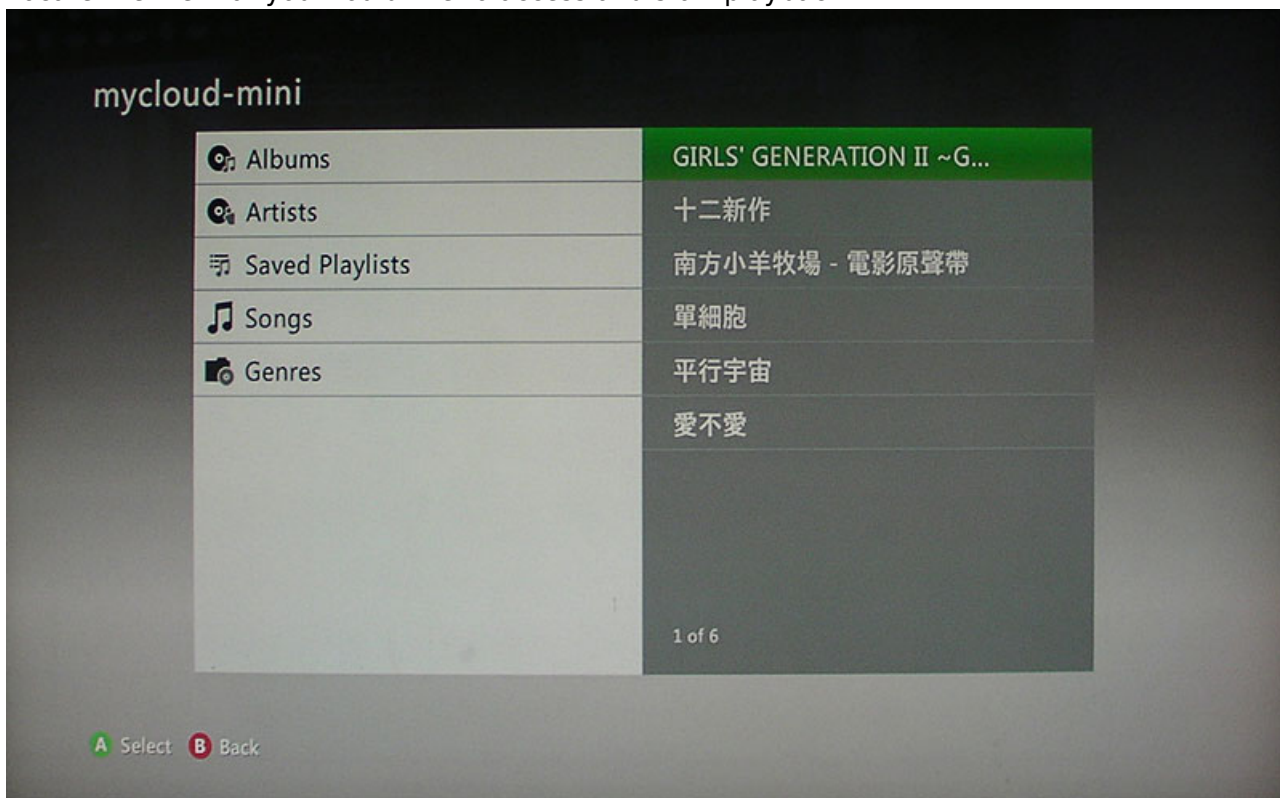 mycloud-mini
Albums
Artists
Saved Playlists
Songs
Genres
GIRLS' GENERATION II ~G...
十二新作
南方小羊牧場 - 電影原聲帶
單細胞
平行宇宙
愛不愛
1 of 6
A Select B Back